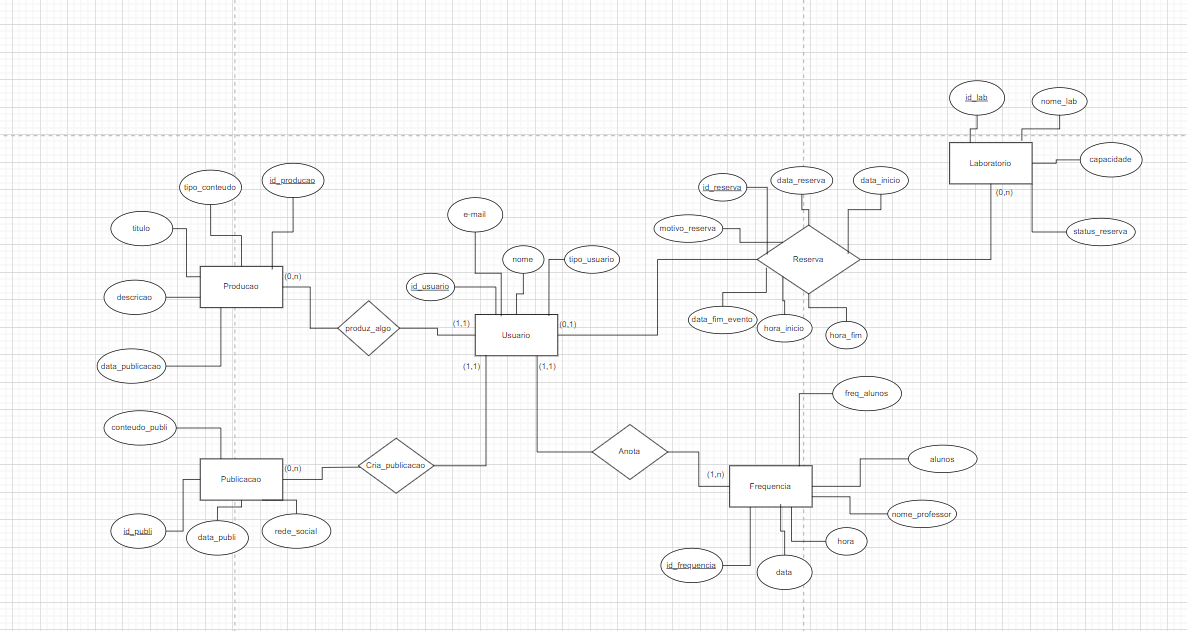 id_lab
nome_lab
Laboratorio
capacidade
(0,n)
status_reserva
tipo_conteudo
id_producao
titulo
descricao
Producao
(0,n)
data_publicacao
produz_algo
e-mail
nome
tipo_usuario
id_usuario
(1,1)
Usuario
(0,1)
(1,1)
(1,1)
id_reserva
data_reserva
data_inicio
motivo_reserva
Reserva
data_fim_evento
hora_inicio
hora_fim
conteudo_publi
Publicacao
(0,n)
Cria_publicacao
id_publi
data_publi
rede_social
Anota
freq_alunos
(1,n)
Frequencia
alunos
nome_professor
hora
id_frequencia
data